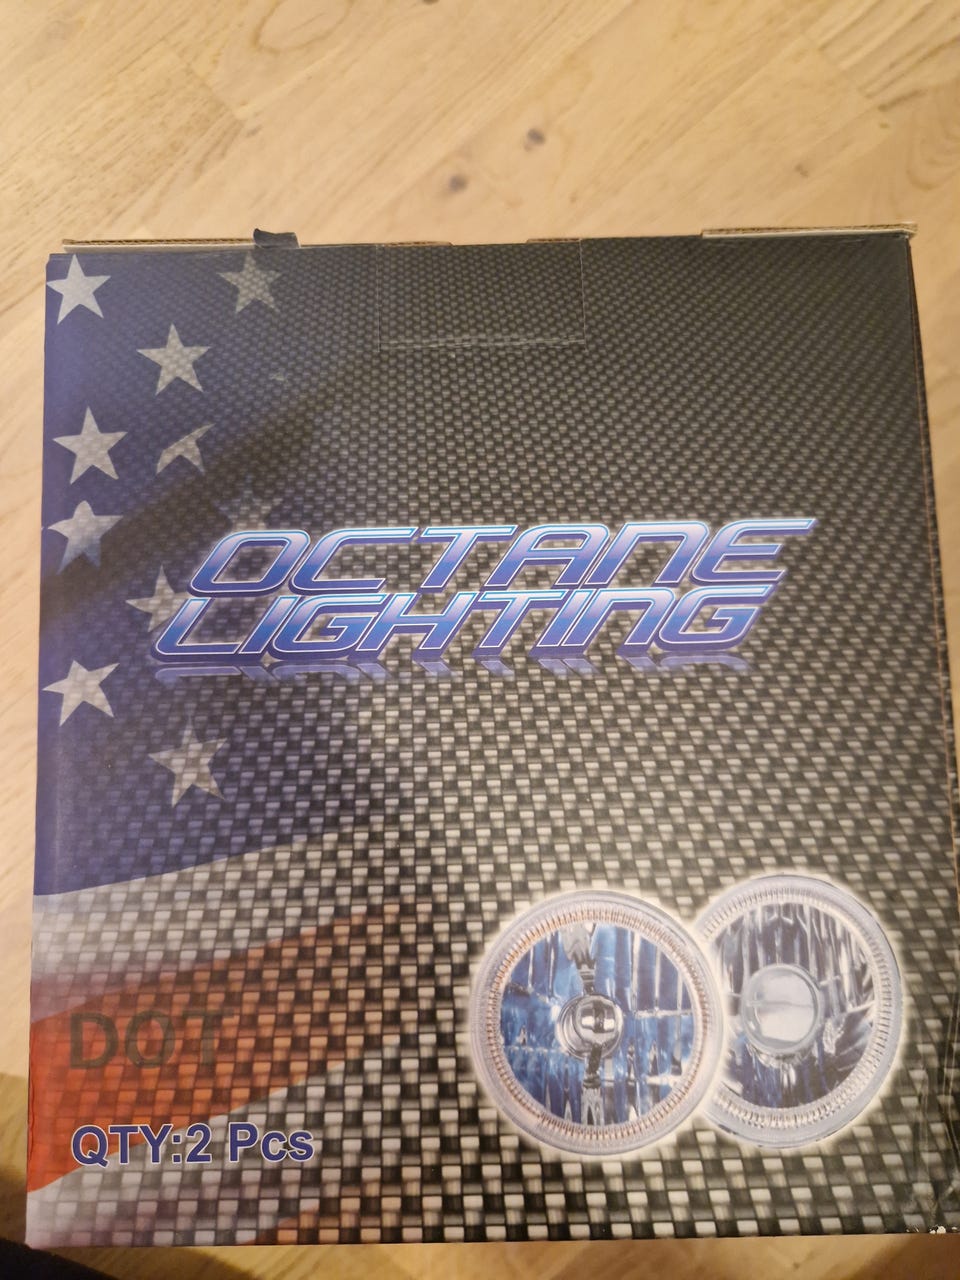 OCTANE
LIGHTING
DOT
QTY:2 Pcs